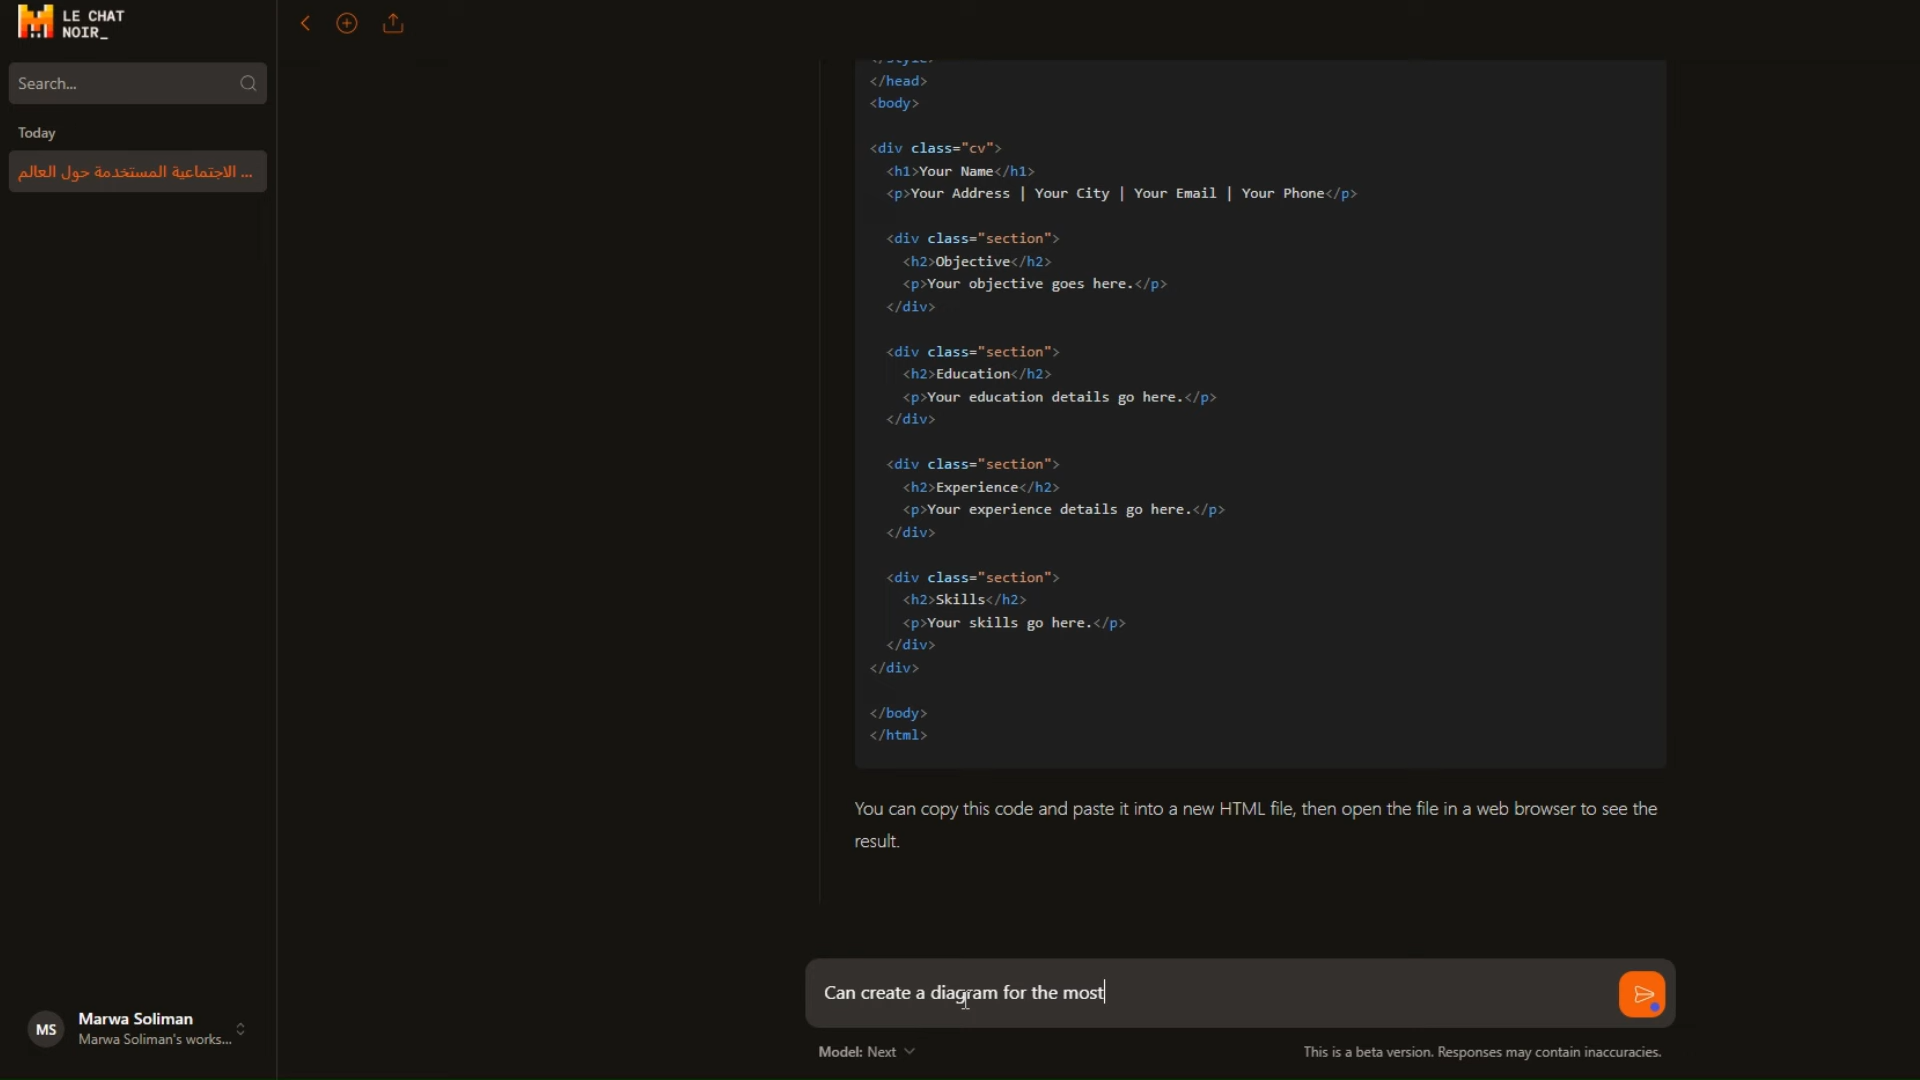 LE CHAT
NOIR_
Search...
Today
... الاجتماعية المستخدمة حول العالم
</style>
</head>
<body>
<div class="cv">
<h1>Your Name</h1>
<p>Your Address | Your City | Your Email | Your Phone</p>
<div class="section">
<h2>Objective</h2>
<p>Your objective goes here.</p>
</div>
<div class="section">
<h2>Education</h2>
<p>Your education details go here.</p>
</div>
<div class="section">
<h2>Experience</h2>
<p>Your experience details go here.</p>
</div>
<div class="section">
<h2>Skills</h2>
<p>Your skills go here.</p>
</div>
</div>
</body>
</html>
You can copy this code and paste it into a new HTML file, then open the file in a web browser to see the
result.
Can create a diagram for the most
MS
Marwa Soliman
Marwa Soliman's works...
Model: Next
This is a beta version. Responses may contain inaccuracies.